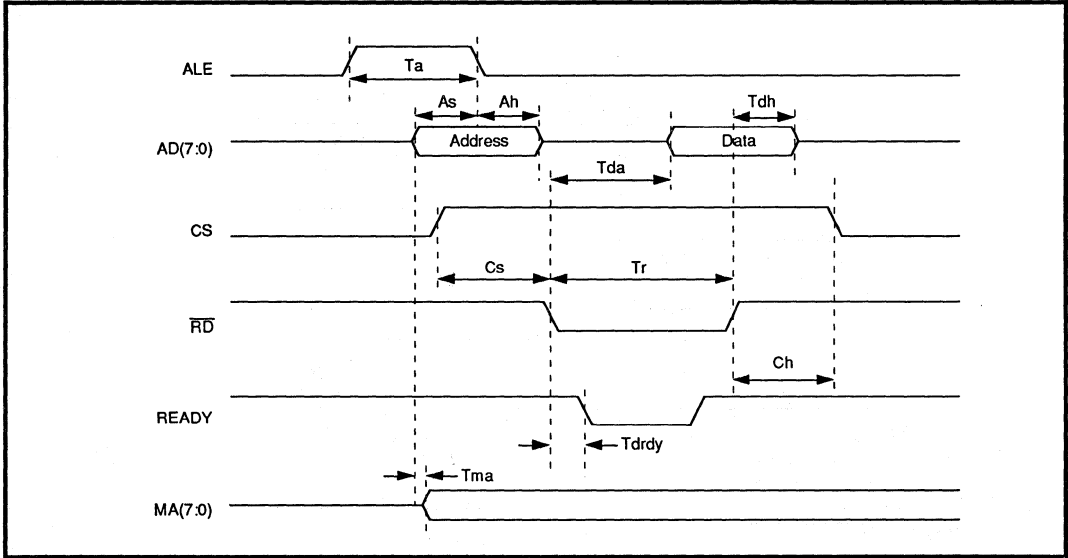 ALE
Ta
As
Ah
Tdh
AD(7:0)
Address
Data
Tda
CS
Cs
Tr
RD
Ch
READY
Tdrdy
Tma
MA(7:0)